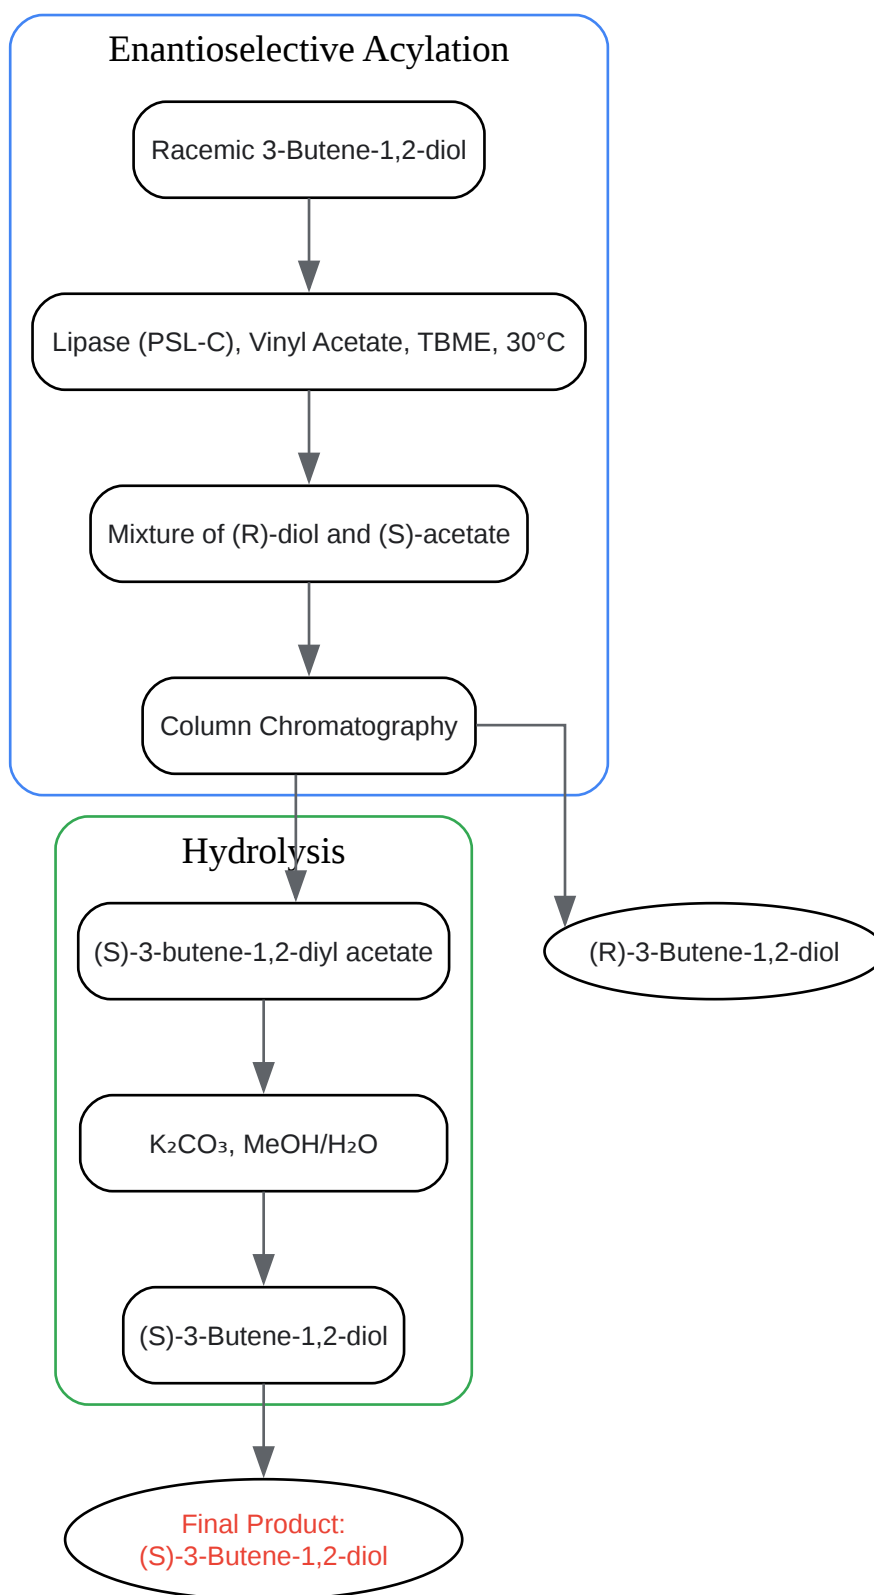 Enantioselective Acylation
Racemic 3-Butene-1,2-diol
Lipase (PSL-C), Vinyl Acetate, TBME, 30°C
Mixture of (R)-diol and (S)-acetate
Column Chromatography
Hydrolysis
(S)-3-butene-1,2-diyl acetate
(R)-3-Butene-1,2-diol
K₂CO₃, MeOH/H₂O
(S)-3-Butene-1,2-diol
Final Product:
(S)-3-Butene-1,2-diol